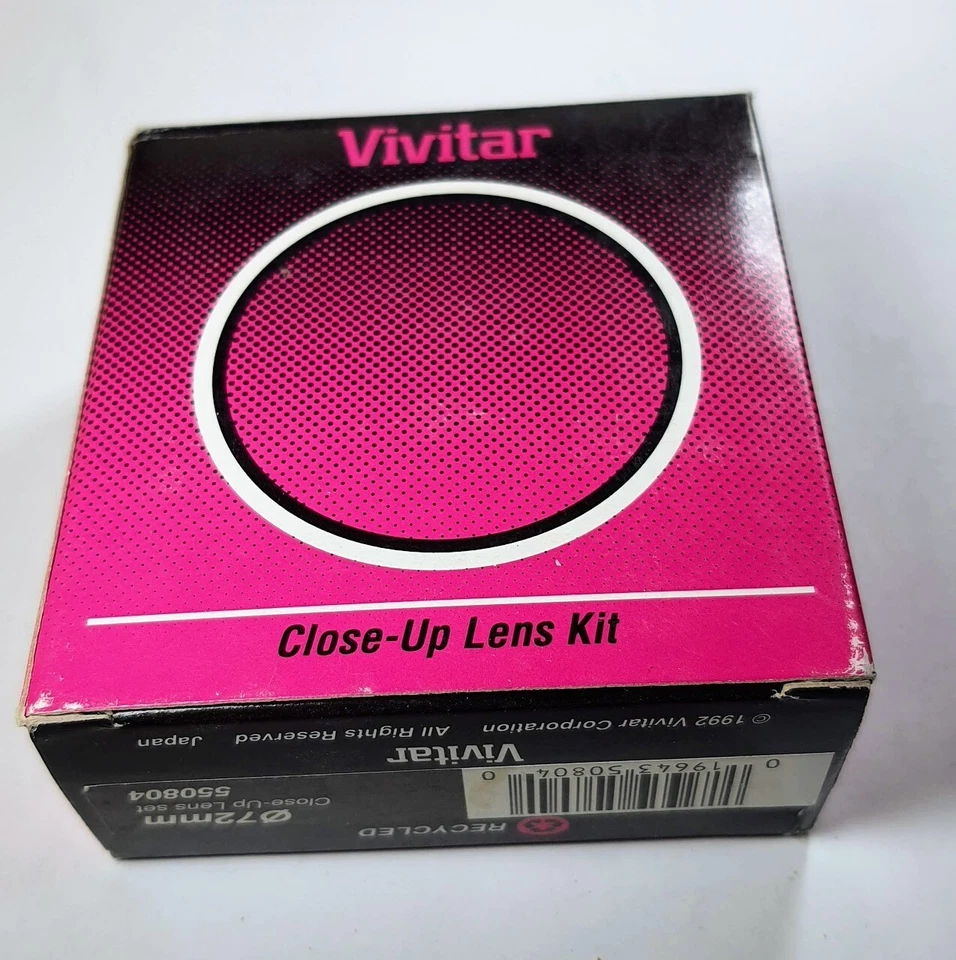 Vivitar
Close-Up Lens Kit
© 1992 Vivitar Corporation All Rights Reserved Japan
Vivitar
0 19643 50804 0
Ø72mm
Close-Up Lens set
550804
RECYCLED